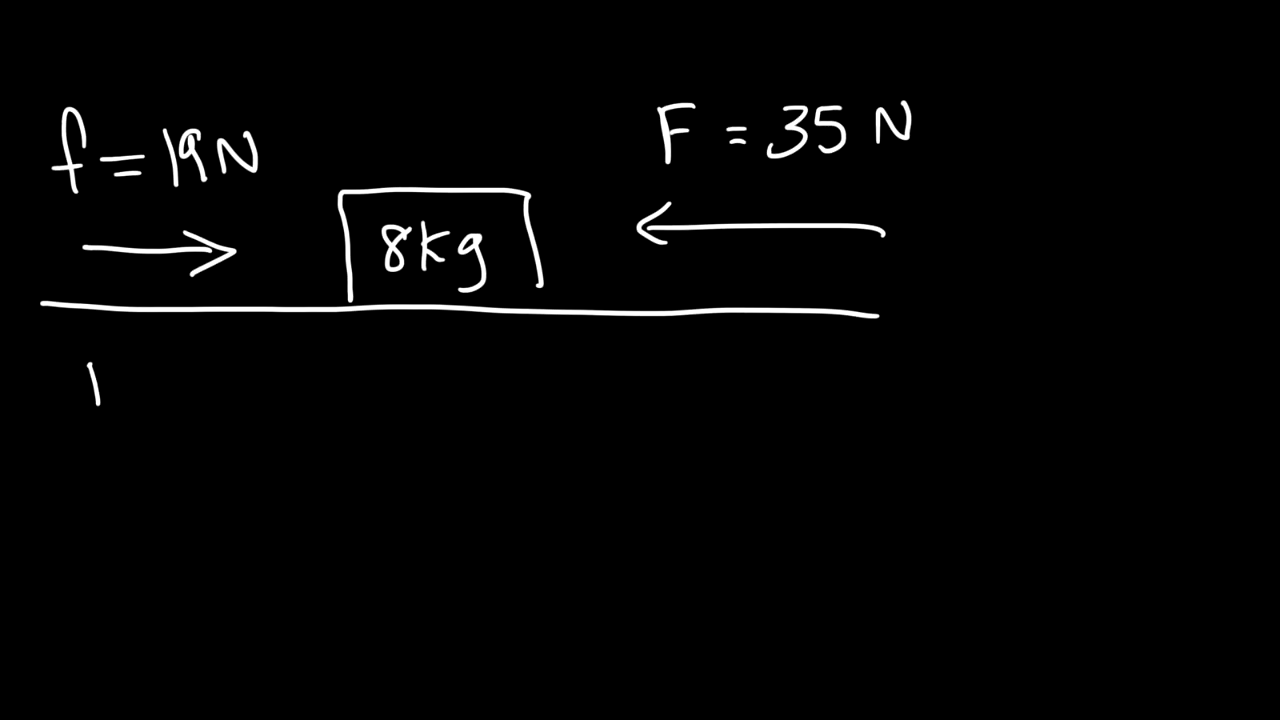 f = 19N
F = 35 N
8kg